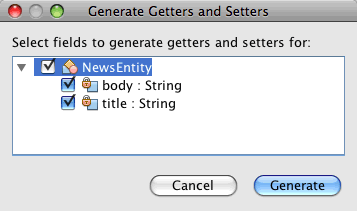 Generate Getters and Setters
Select fields to generate getters and setters for:
NewsEntity
body : String
title : String
Cancel
Generate